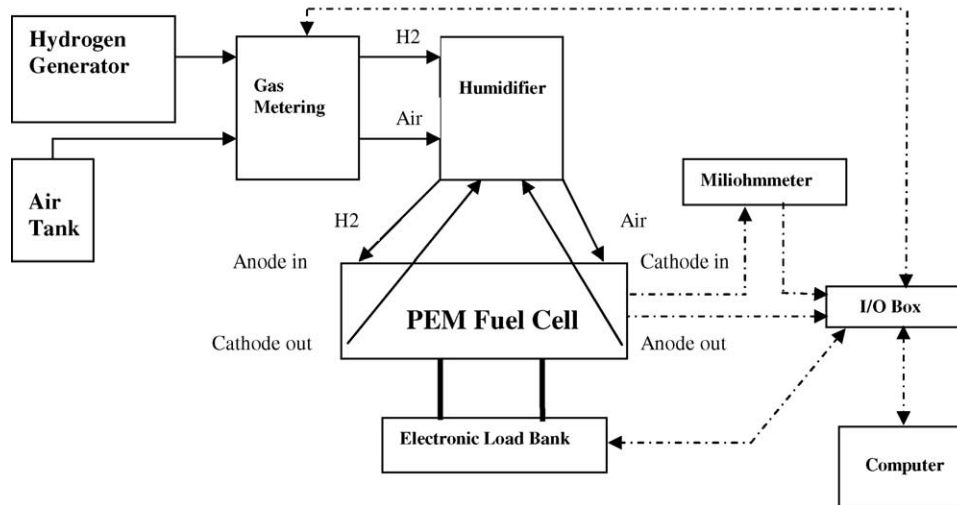 Hydrogen
Generator
Gas
Metering
H2
Air
Humidifier
Air
Tank
Miliohmmeter
H2
Air
Anode in
Cathode in
PEM Fuel Cell
I/O Box
Cathode out
Anode out
Electronic Load Bank
Computer